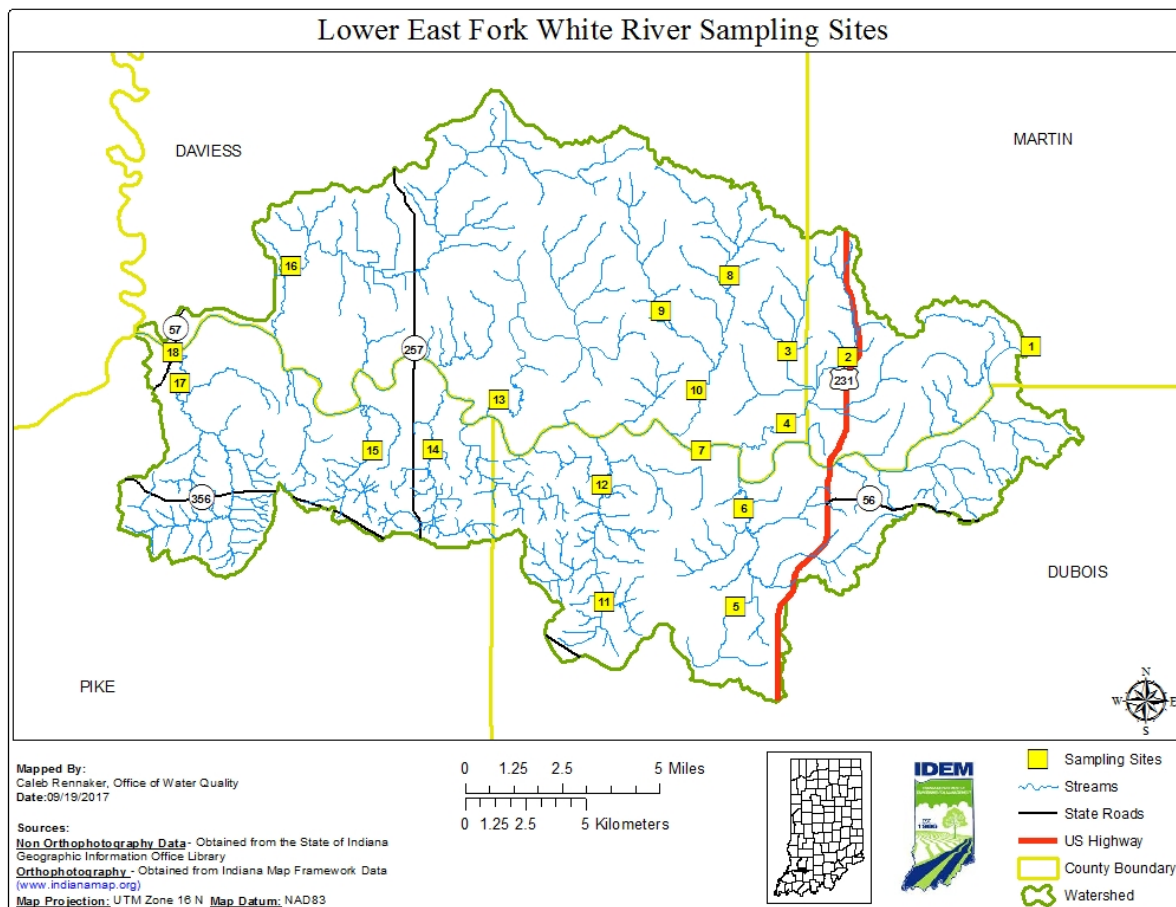 Lower East Fork White River Sampling Sites
DAVIESS
MARTIN
16
8
9
57
18
257
3
2
1
17
231
10
13
4
15
14
7
12
356
56
6
DUBOIS
11
5
PIKE
N
W E
S
Mapped By:
Caleb Rennaker, Office of Water Quality
Date:09/19/2017
Sources:
Non Orthophotography Data - Obtained from the State of Indiana
Geographic Information Office Library
Orthophotography - Obtained from Indiana Map Framework Data
(www.indianamap.org)
Map Projection: UTM Zone 16 N Map Datum: NAD83
0 1.25 2.5 5 Miles
0 1.25 2.5 5 Kilometers
IDEM
Sampling Sites
Streams
State Roads
US Highway
County Boundary
Watershed